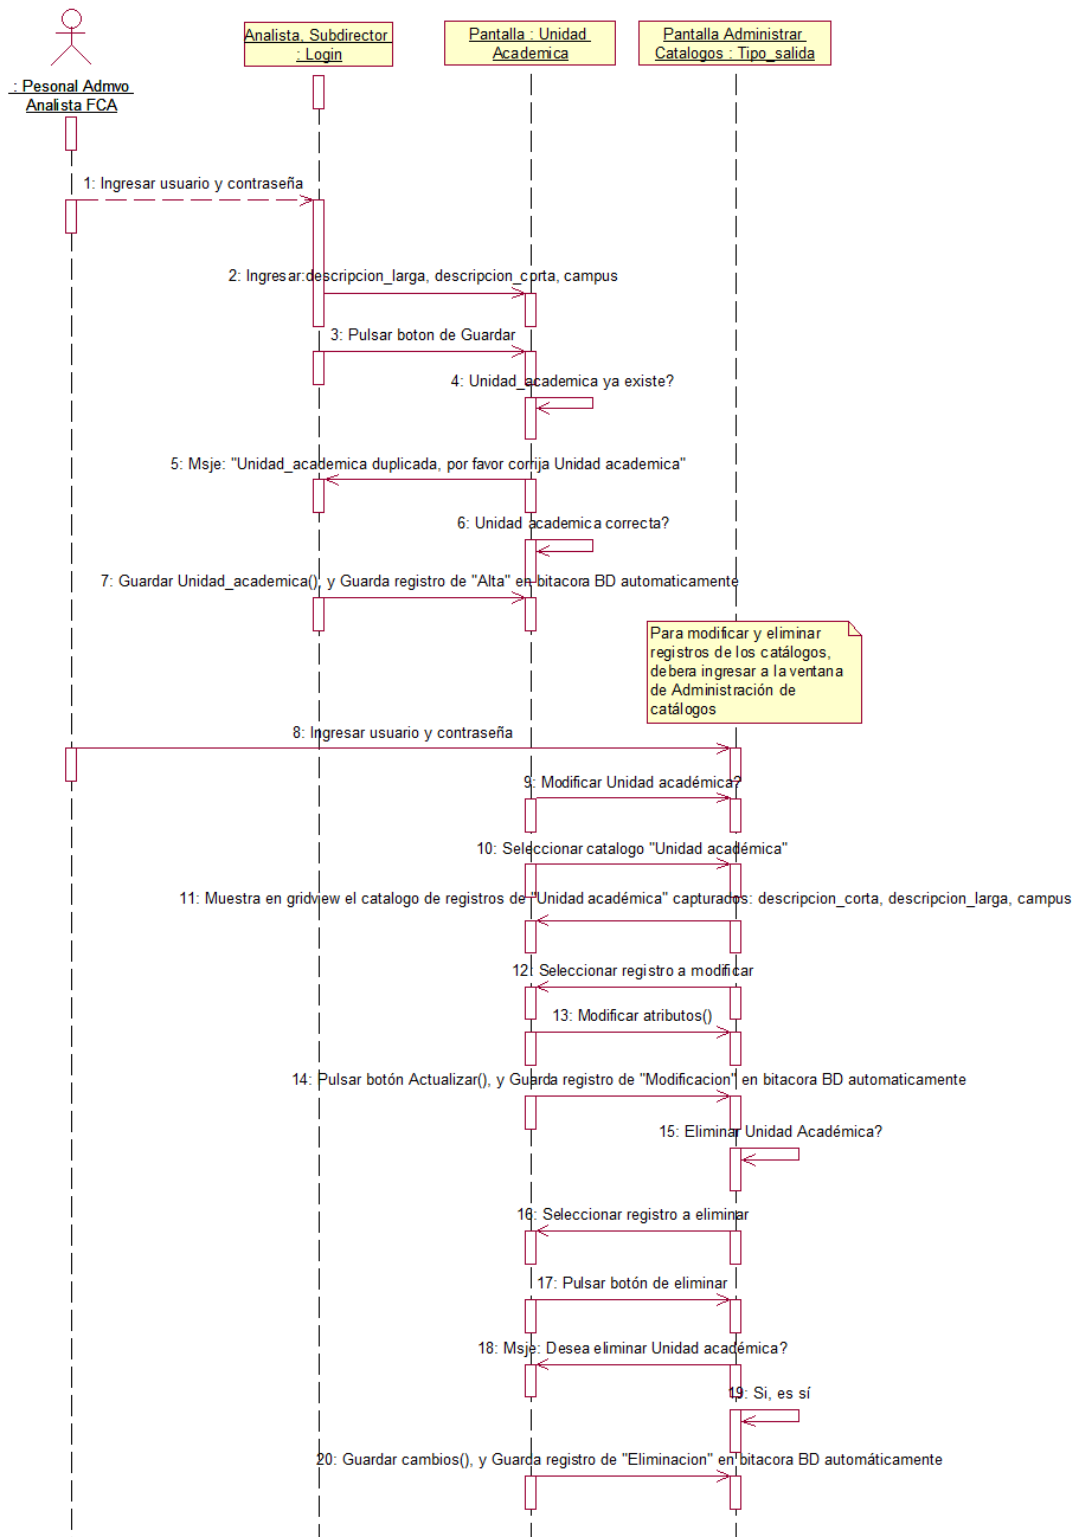 : Pesonal Admvo
Analista FCA
Analista, Subdirector
: Login
Pantalla : Unidad
Academica
Pantalla Administrar
Catalogos : Tipo_salida
1: Ingresar usuario y contraseña
2: Ingresar:descripcion_larga, descripcion_corta, campus
3: Pulsar boton de Guardar
4: Unidad_academica ya existe?
5: Msje: "Unidad_academica duplicada, por favor corrija Unidad academica"
6: Unidad academica correcta?
7: Guardar Unidad_academica(), y Guarda registro de "Alta" en bitacora BD automaticamente
Para modificar y eliminar
registros de los catálogos,
debera ingresar a la ventana
de Administración de
catálogos
8: Ingresar usuario y contraseña
9: Modificar Unidad académica?
10: Seleccionar catalogo "Unidad académica"
11: Muestra en gridview el catalogo de registros de "Unidad académica" capturados: descripcion_corta, descripcion_larga, campus
12: Seleccionar registro a modificar
13: Modificar atributos()
14: Pulsar botón Actualizar(), y Guarda registro de "Modificacion" en bitacora BD automaticamente
15: Eliminar Unidad Académica?
16: Seleccionar registro a eliminar
17: Pulsar botón de eliminar
18: Msje: Desea eliminar Unidad académica?
19: Si, es sí
20: Guardar cambios(), y Guarda registro de "Eliminacion" en bitacora BD automáticamente